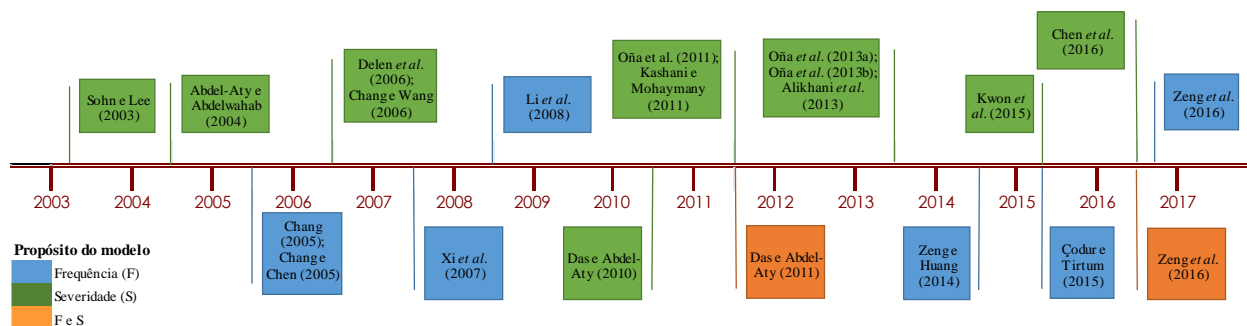 Sohn e Lee
(2003)
Abdel-Aty e
Abdelwahab
(2004)
Delen et al.
(2006);
Chang e Wang
(2006)
Li et al.
(2008)
Oña et al. (2011);
Kashani e
Mohaymany
(2011)
Oña et al. (2013a);
Oña et al. (2013b);
Alikhani et al.
(2013)
Kwon et
al. (2015)
Chen et al.
(2016)
Zeng et al.
(2016)
2003 2004 2005 2006 2007 2008 2009 2010 2011 2012 2013 2014 2015 2016 2017
Chang
(2005);
Chang e
Chen (2005)
Xi et al.
(2007)
Das e Abdel-
Aty (2010)
Das e Abdel-
Aty (2011)
Zeng e
Huang
(2014)
Çodur e
Tirtum
(2015)
Zeng et al.
(2016)
Propósito do modelo
Frequência (F)
Severidade (S)
F e S